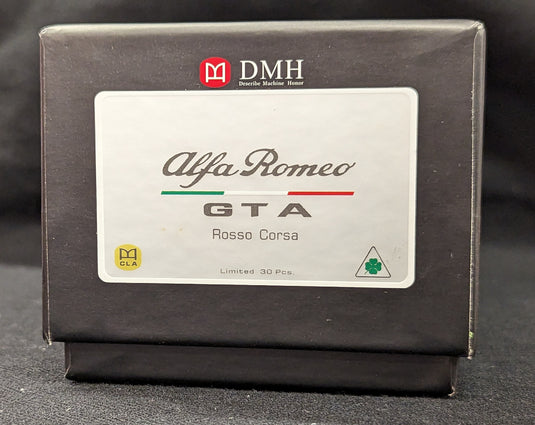 DMH
Describe Machine Honor
Alfa Romeo
GTA
Rosso Corsa
CLA
Limited 30 Pcs.